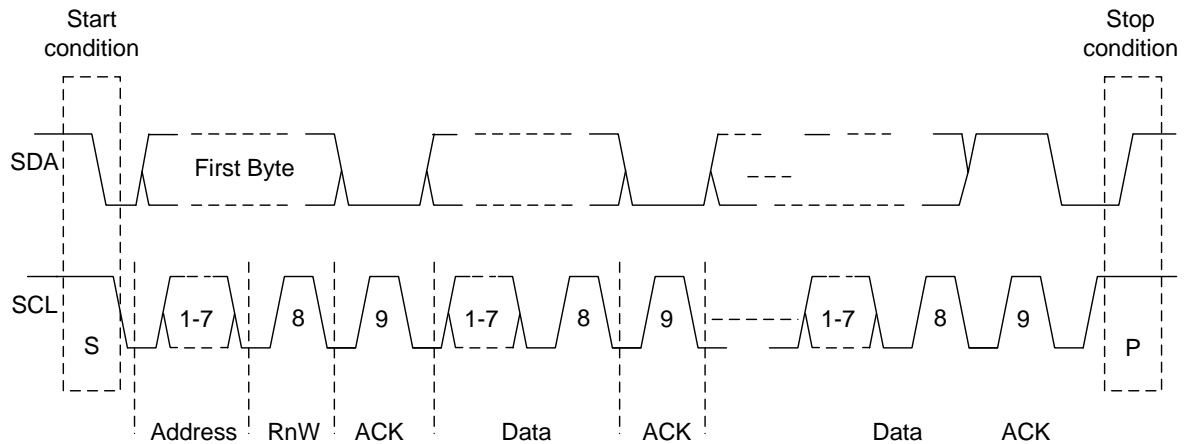 Start
condition
Stop
condition
SDA
First Byte
SCL
1-7
8
9
1-7
8
9
1-7
8
9
S
P
Address
RnW
ACK
Data
ACK
Data
ACK